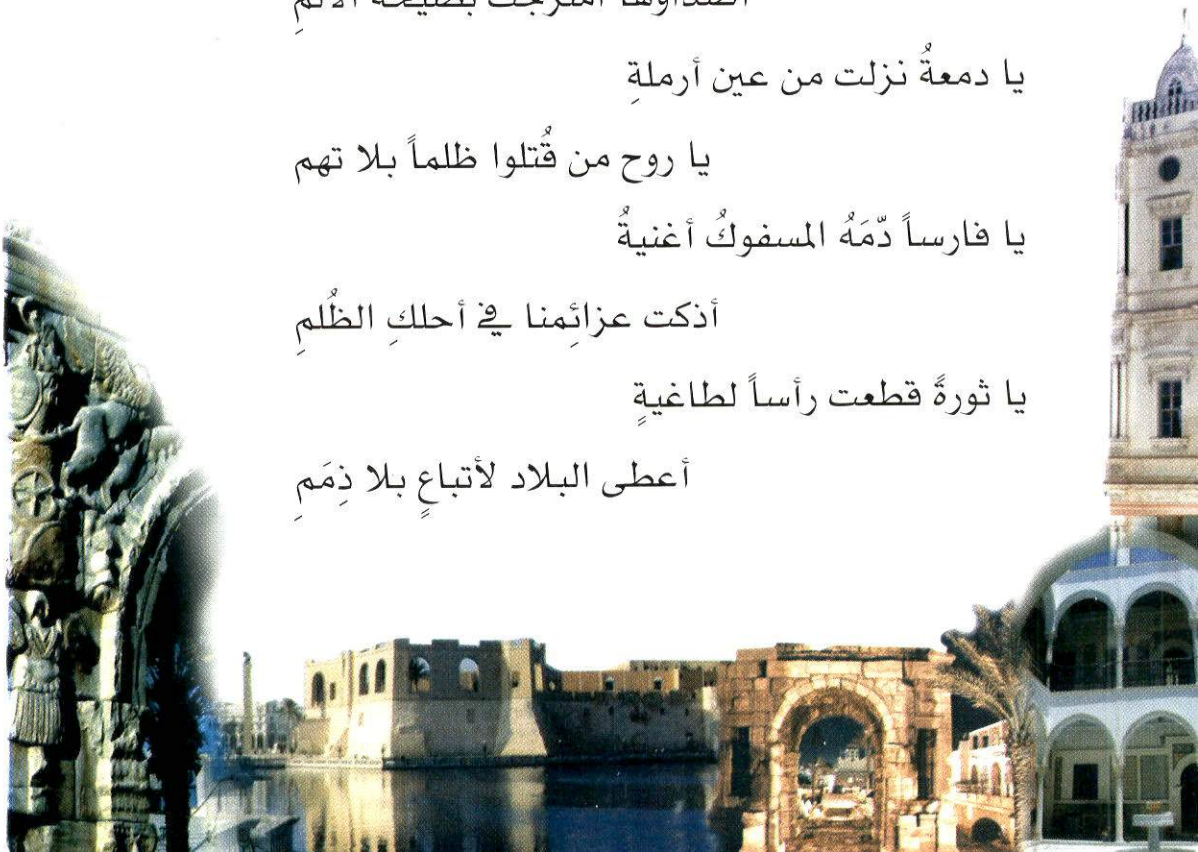 امتزجت
يا دمعةُ نزلت من عين أرملةِ
يا روح من قُتلوا ظلماً بلا تهمِ
يا فارساً دّمَهُ المسفوكُ أغنيةُ
أذكت عزائِمنا في أحلكِ الظُلمِ
يا ثورةً قطعت رأساً لطاغيةٍ
أعطى البلاد لأتباعٍ بلا ذِمَمِ